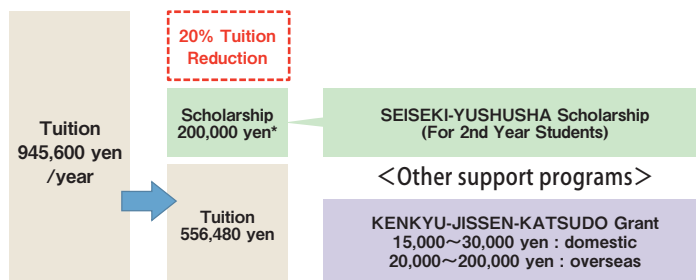 Tuition
945,600 yen
/year
20% Tuition
Reduction
Scholarship
200,000 yen*
Tuition
556,480 yen
SEISEKI-YUSHUSHA Scholarship
(For 2nd Year Students)
＜Other support programs＞
KENKYU-JISSEN-KATSUDO Grant
15,000～30,000 yen : domestic
20,000～200,000 yen : overseas